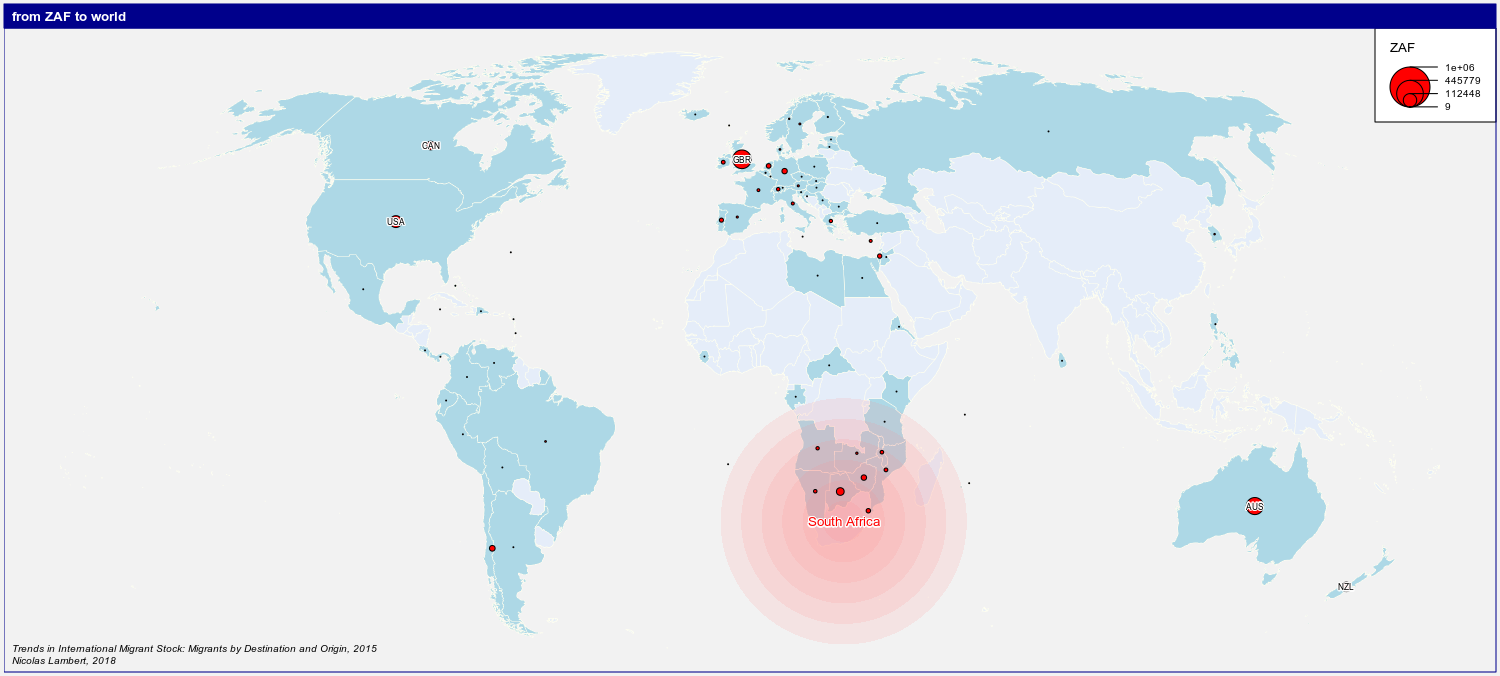 from ZAF to world
ZAF
1e+06
445779
112448
9
CAN
GBR
USA
South Africa
AUS
NZL
Trends in International Migrant Stock: Migrants by Destination and Origin, 2015
Nicolas Lambert, 2018